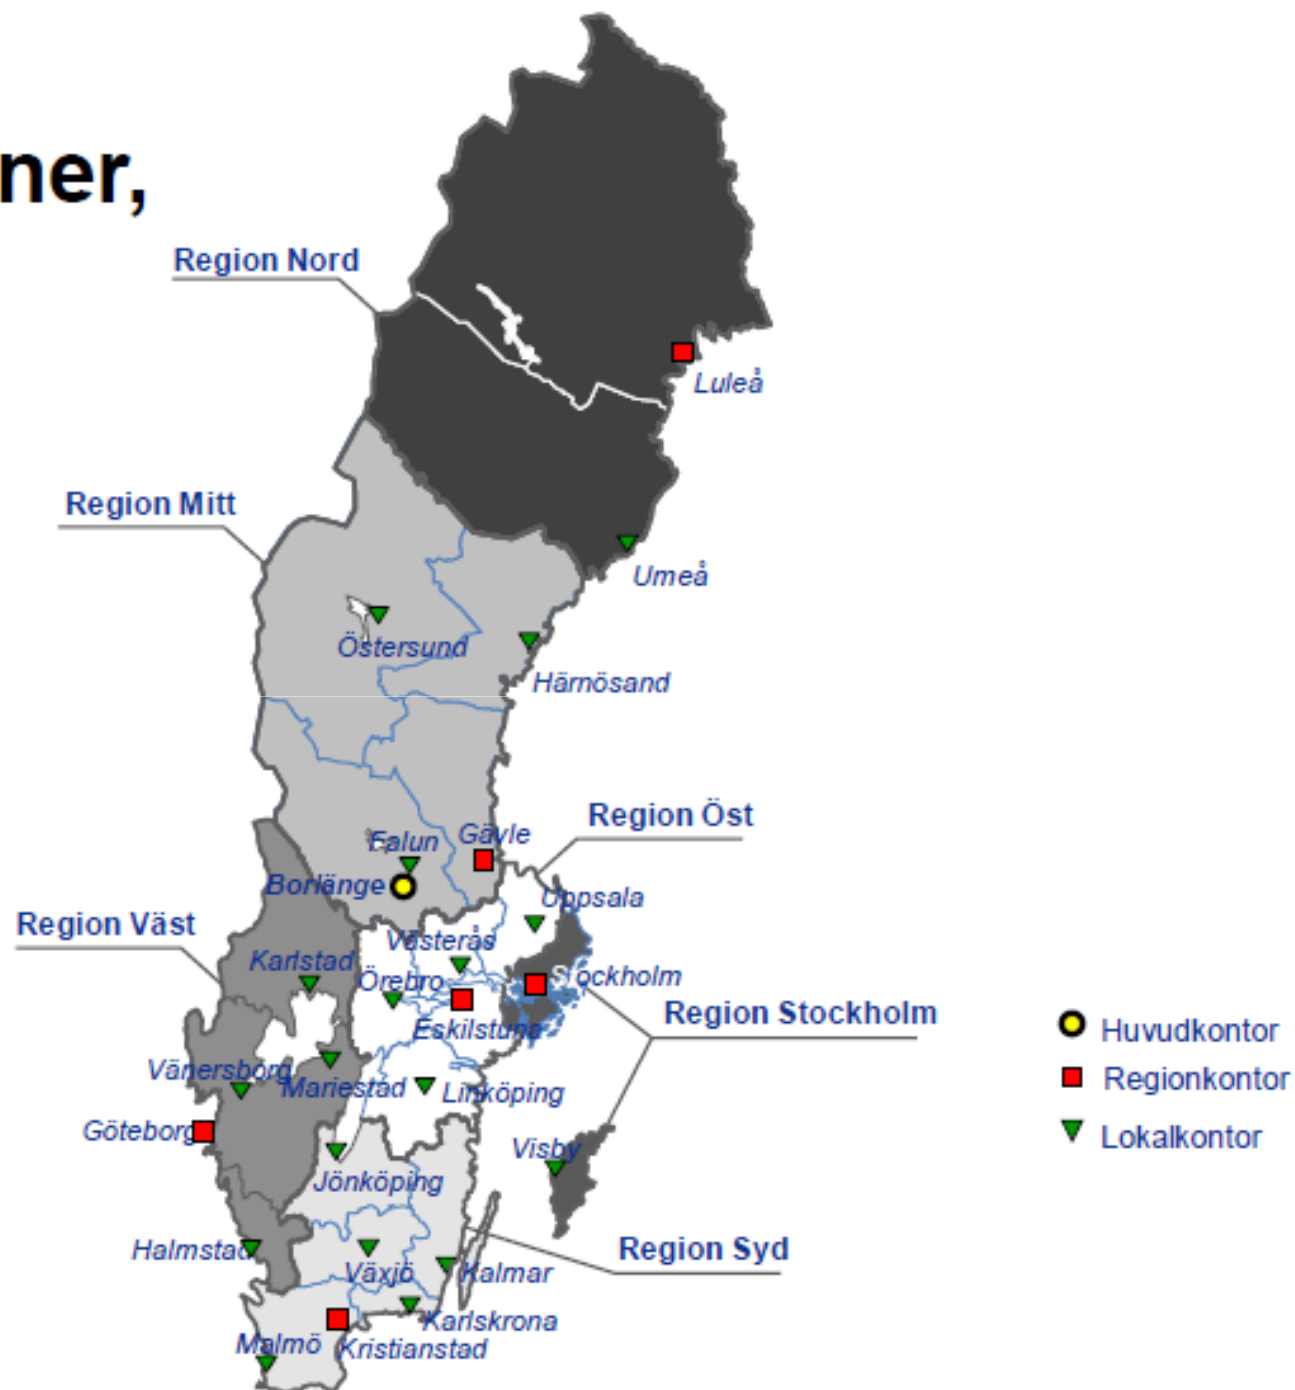 ner,
Region Nord
Luleå
Region Mitt
Umeå
Östersund
Härnösand
Region Öst
Falun
Gävle
Borlänge
Uppsala
Region Väst
Västerås
Karlstad
Örebro
Stockholm
Region Stockholm
Eskilstuna
Huvudkontor
Vänersborg
Mariestad
Linköping
Regionkontor
Göteborg
Lokalkontor
Visby
Jönköping
Halmstad
Region Syd
Växjö
Kalmar
Karlskrona
Malmö
Kristianstad